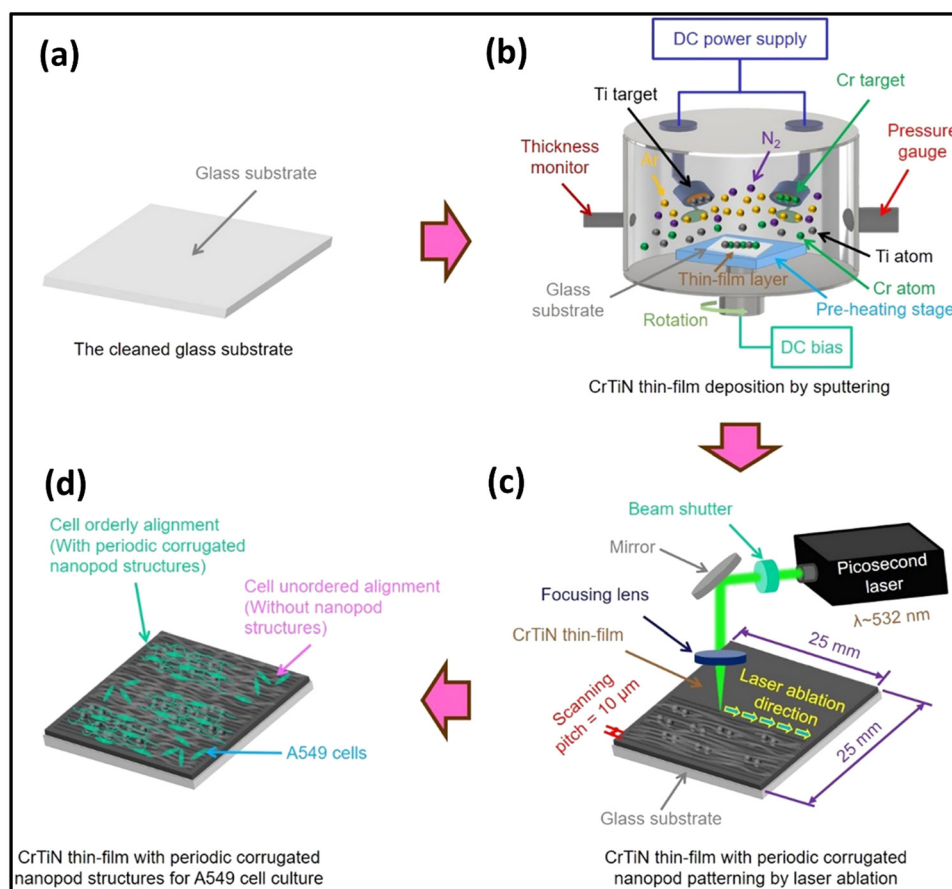 (a)
Glass substrate
The cleaned glass substrate
(b)
DC power supply
Ti target
Cr target
Thickness
monitor
Ar
N2
Pressure
gauge
Ti atom
Thin-film layer
Glass
substrate
Cr atom
Pre-heating stage
Rotation
DC bias
CrTiN thin-film deposition by sputtering
(c)
Beam shutter
Mirror
Picosecond
laser
Focusing lens
λ~532 nm
CrTiN thin-film
25 mm
Laser ablation
direction
Scanning
pitch = 10 μm
25 mm
Glass substrate
CrTiN thin-film with periodic corrugated
nanopod patterning by laser ablation
(d)
Cell orderly alignment
(With periodic corrugated
nanopod structures)
Cell unordered alignment
(Without nanopod
structures)
A549 cells
CrTiN thin-film with periodic corrugated
nanopod structures for A549 cell culture